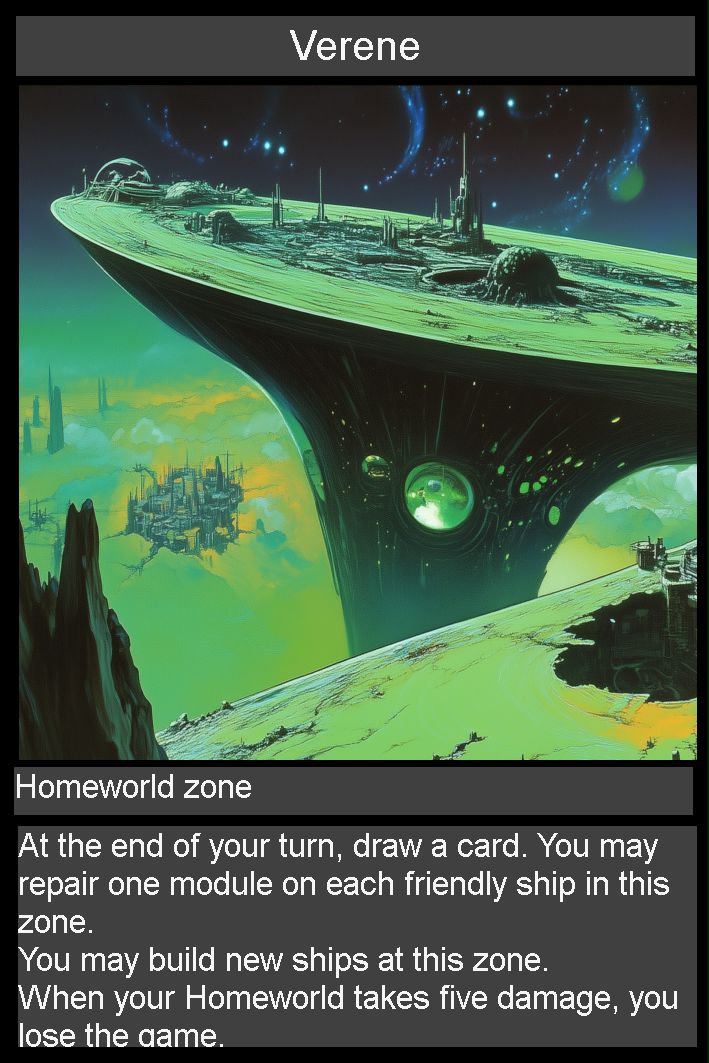 Verene
Homeworld zone
At the end of your turn, draw a card. You may
repair one module on each friendly ship in this
zone.
You may build new ships at this zone.
When your Homeworld takes five damage, you
lose the game.